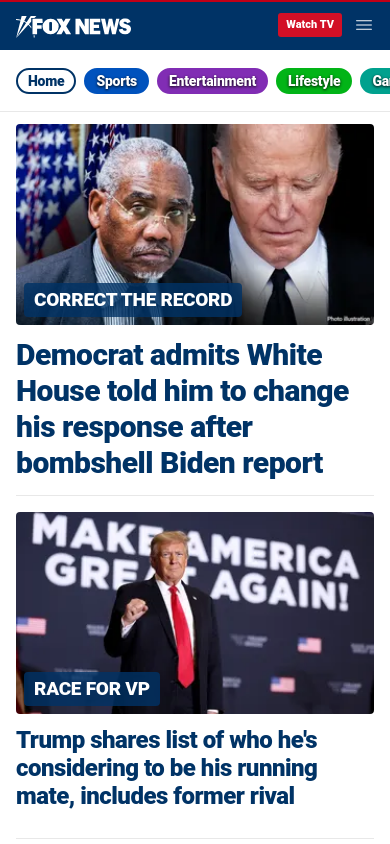 FOX NEWS
Watch TV
Home
Sports
Entertainment
Lifestyle
Ga
CORRECT THE RECORD
Photo illustration
Democrat admits White
House told him to change
his response after
bombshell Biden report
MAKE AMERICA
GREAT AGAIN!
RACE FOR VP
Trump shares list of who he's
considering to be his running
mate, includes former rival